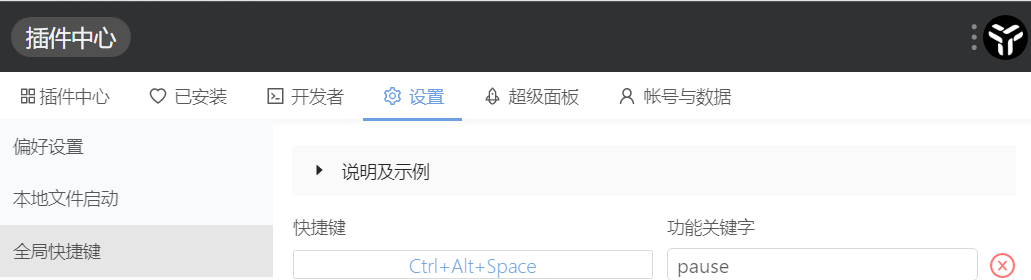 插件中心
插件中心 已安装 开发者 设置 超级面板 帐号与数据
偏好设置
本地文件启动
全局快捷键
说明及示例
快捷键 功能关键字
Ctrl+Alt+Space pause